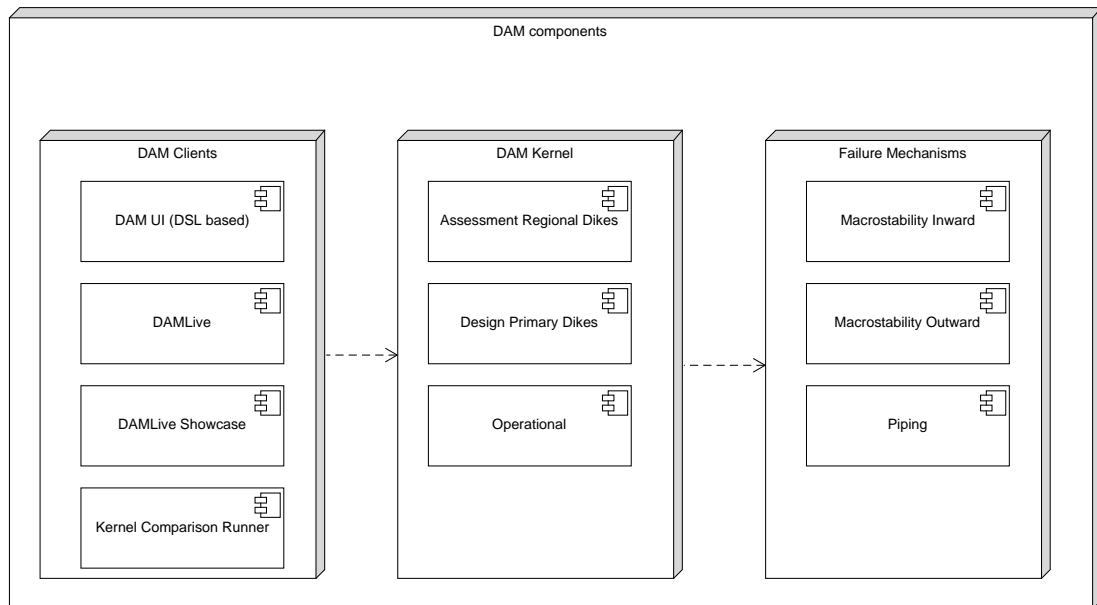 DAM components
DAM Clients
DAM UI (DSL based)
DAMLive
DAMLive Showcase
Kernel Comparison Runner
DAM Kernel
Assessment Regional Dikes
Design Primary Dikes
Operational
Failure Mechanisms
Macrostability Inward
Macrostability Outward
Piping